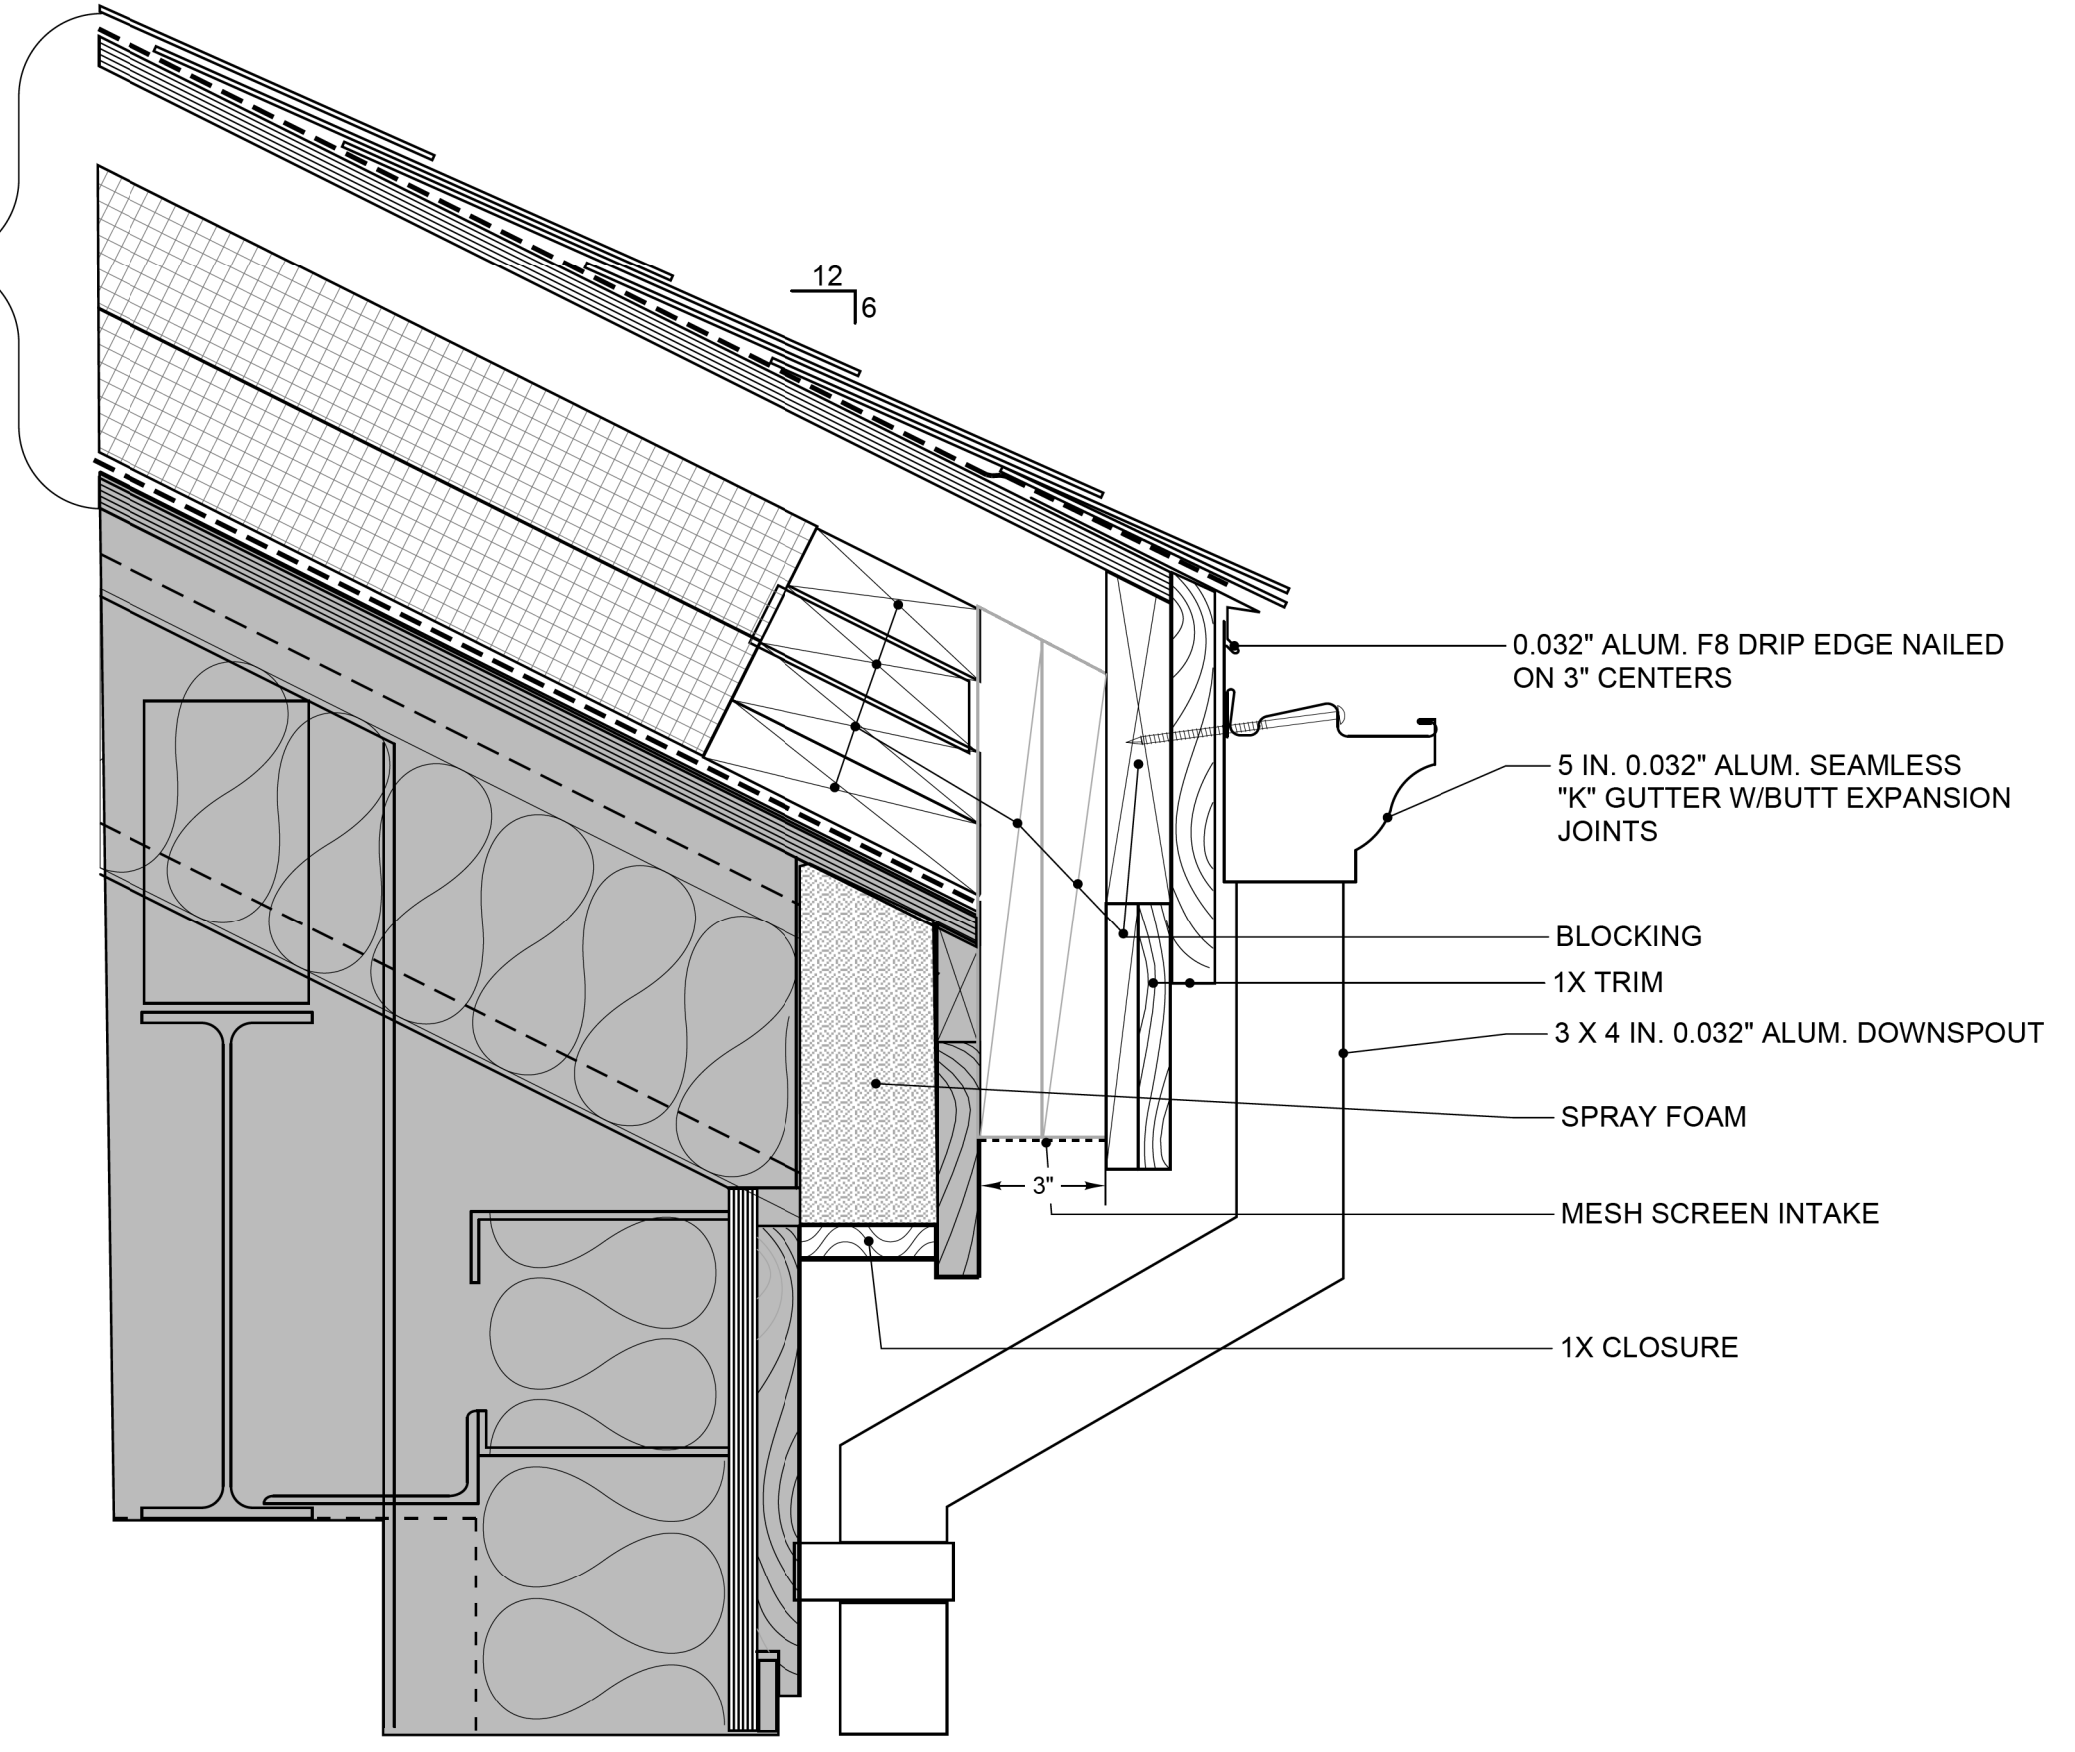 12
6
0.032" ALUM. F8 DRIP EDGE NAILED
ON 3" CENTERS
5 IN. 0.032" ALUM. SEAMLESS
"K" GUTTER W/BUTT EXPANSION
JOINTS
BLOCKING
1X TRIM
3 X 4 IN. 0.032" ALUM. DOWNSPOUT
SPRAY FOAM
3"
MESH SCREEN INTAKE
1X CLOSURE